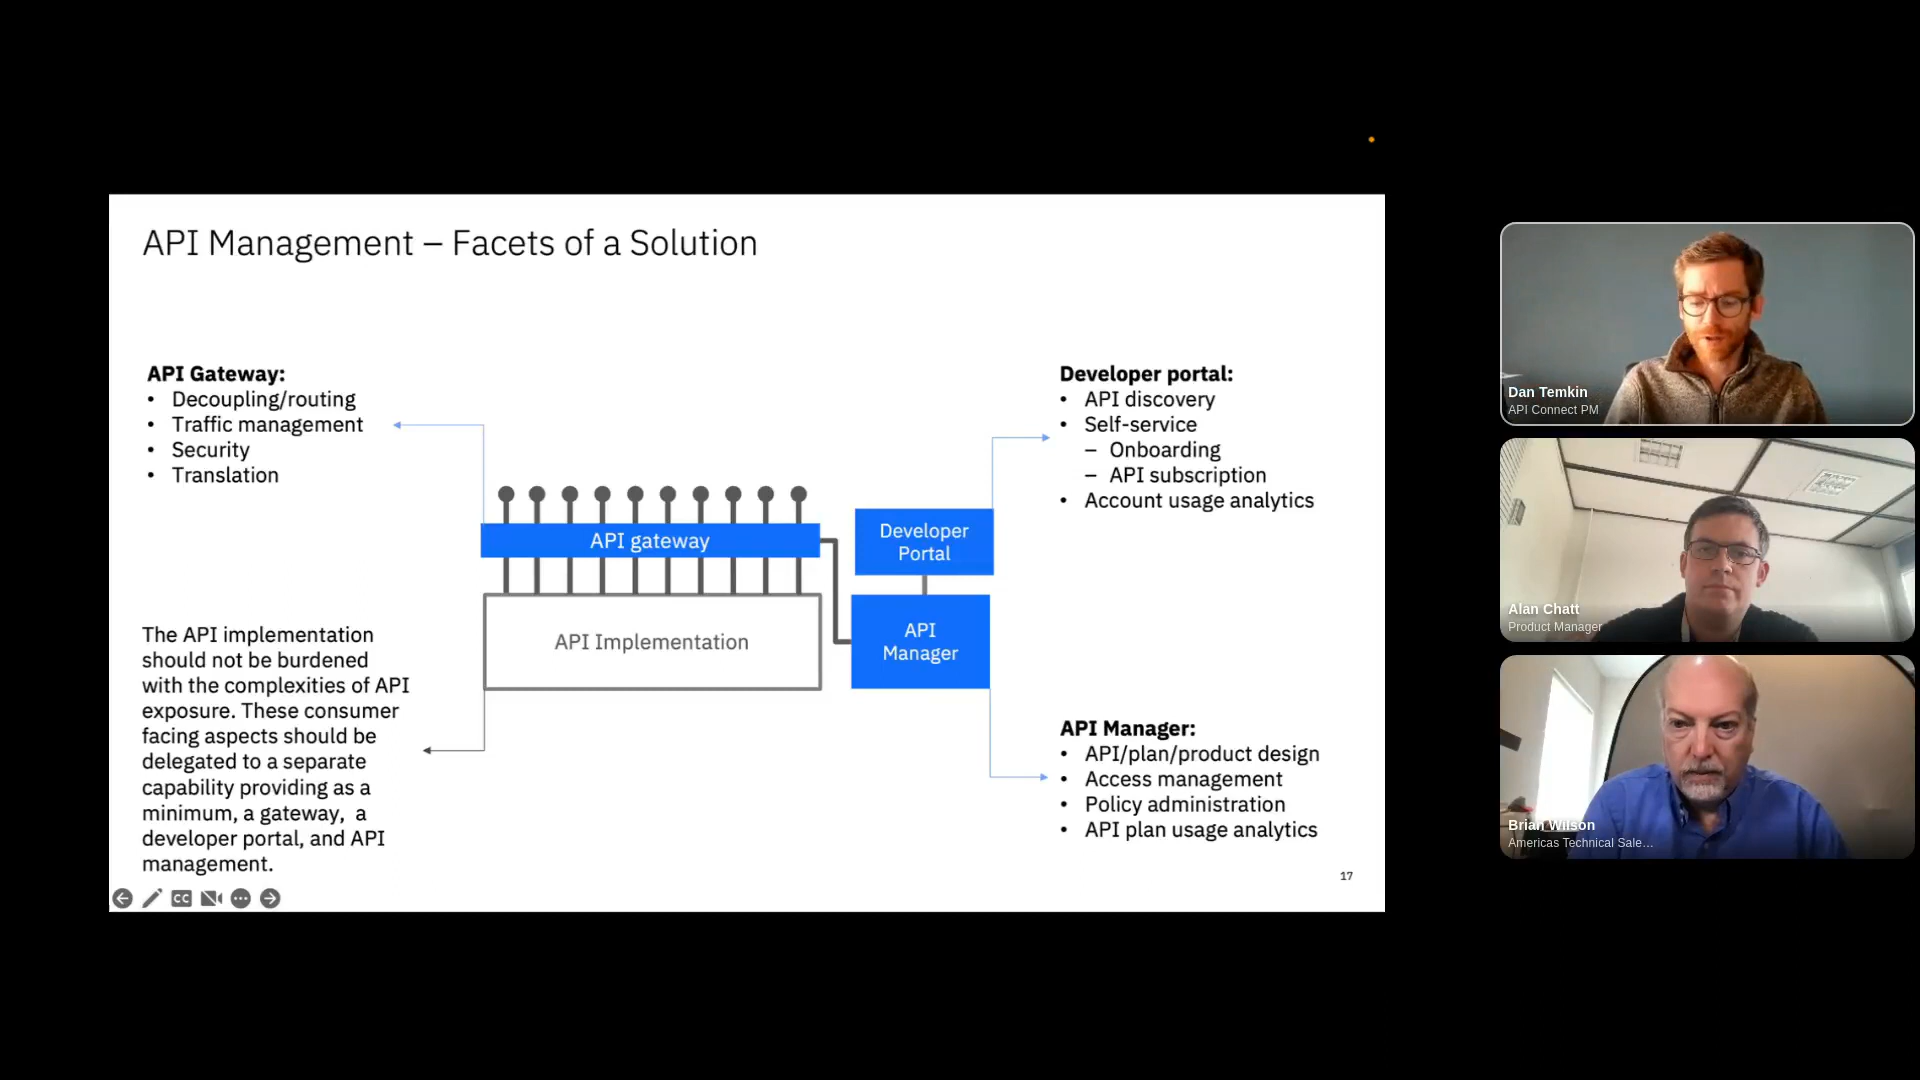 API Management – Facets of a Solution
API Gateway:
• Decoupling/routing
• Traffic management
• Security
• Translation
The API implementation
should not be burdened
with the complexities of API
exposure. These consumer
facing aspects should be
delegated to a separate
capability providing as a
minimum, a gateway,  a
developer portal, and API
management.
API gateway
API Implementation
Developer
Portal
API
Manager
Developer portal:
• API discovery
• Self-service
– Onboarding
– API subscription
• Account usage analytics
API Manager:
• API/plan/product design
• Access management
• Policy administration
• API plan usage analytics
17
CC
Dan Temkin
API Connect PM
Alan Chatt
Product Manager
Brian Wilson
Americas Technical Sale...